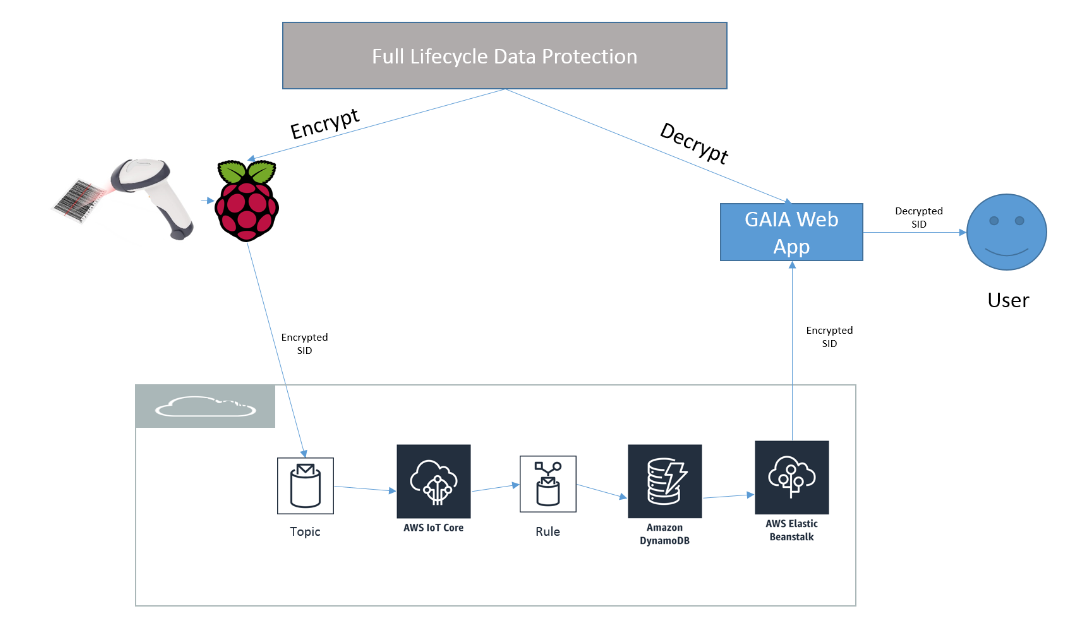 Full Lifecycle Data Protection
Encrypt
Decrypt
GAIA Web
App
Decrypted
SID
User
Encrypted
SID
Encrypted
SID
Topic
AWS IoT Core
Rule
Amazon
DynamoDB
AWS Elastic
Beanstalk